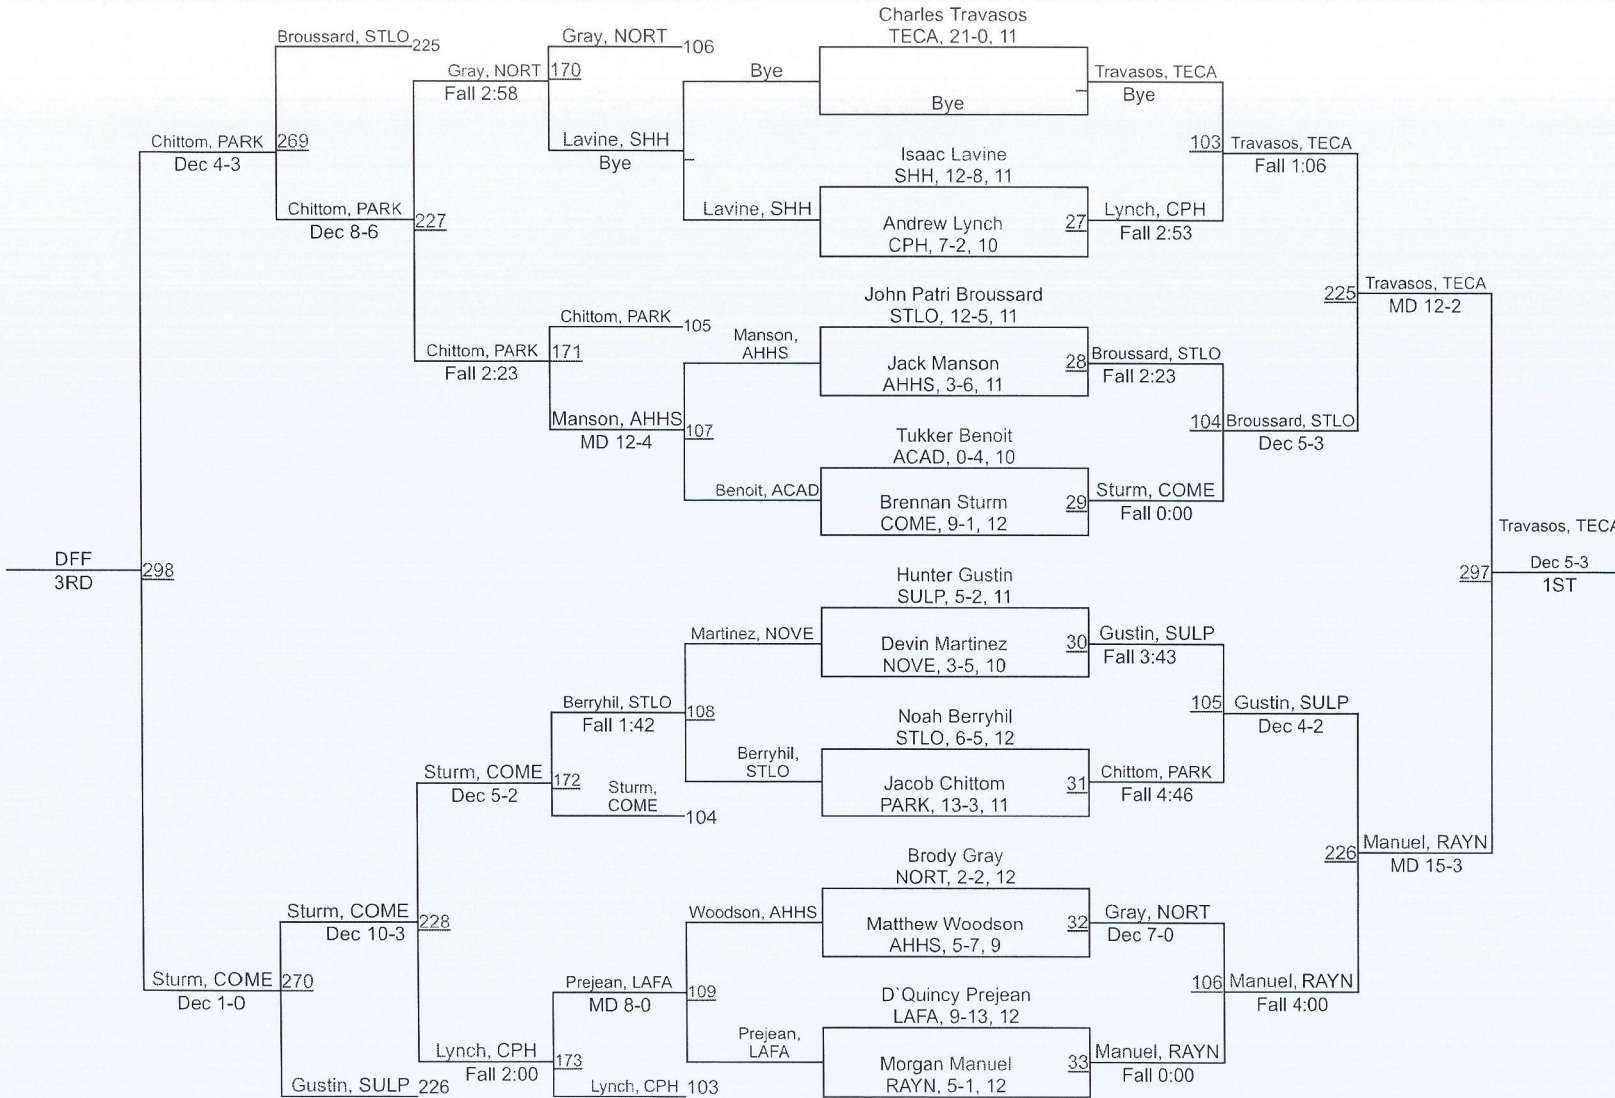 Charles Travasos
TECA, 21-0, 11
Broussard, STLO 225
Gray, NORT 106
Gray, NORT 170
Fall 2:58
Bye
Bye
Travasos, TECA
Bye
Chittom, PARK 269
Dec 4-3
Lavine, SHH
Bye
Isaac Lavine
SHH, 12-8, 11
103 Travasos, TECA
Fall 1:06
Chittom, PARK 227
Dec 8-6
Lavine, SHH
Andrew Lynch 27
CPH, 7-2, 10
Lynch, CPH
Fall 2:53
John Patri Broussard
STLO, 12-5, 11
225 Travasos, TECA
MD 12-2
Chittom, PARK 105
Chittom, PARK 171
Fall 2:23
Manson,
AHHS
Jack Manson 28
AHHS, 3-6, 11
Broussard, STLO
Fall 2:23
Manson, AHHS 107
MD 12-4
Tukker Benoit
ACAD, 0-4, 10
104 Broussard, STLO
Dec 5-3
Benoit, ACAD
Brennan Sturm 29
COME, 9-1, 12
Sturm, COME
Fall 0:00
Travasos, TECA
DFF 298
3RD
Hunter Gustin
SULP, 5-2, 11
297 Dec 5-3
1ST
Martinez, NOVE
Devin Martinez 30
NOVE, 3-5, 10
Gustin, SULP
Fall 3:43
Berryhil, STLO 108
Fall 1:42
Noah Berryhil
STLO, 6-5, 12
105 Gustin, SULP
Dec 4-2
Sturm, COME 172
Dec 5-2
Sturm,
COME 104
Berryhil,
STLO
Jacob Chittom 31
PARK, 13-3, 11
Chittom, PARK
Fall 4:46
Brody Gray
NORT, 2-2, 12
226 Manuel, RAYN
MD 15-3
Sturm, COME 228
Dec 10-3
Woodson, AHHS
Matthew Woodson 32
AHHS, 5-7, 9
Gray, NORT
Dec 7-0
Sturm, COME 270
Dec 1-0
Prejean, LAFA 109
MD 8-0
D`Quincy Prejean
LAFA, 9-13, 12
106 Manuel, RAYN
Fall 4:00
Lynch, CPH 173
Fall 2:00
Prejean,
LAFA
Morgan Manuel 33
RAYN, 5-1, 12
Manuel, RAYN
Fall 0:00
Gustin, SULP 226
Lynch, CPH 103